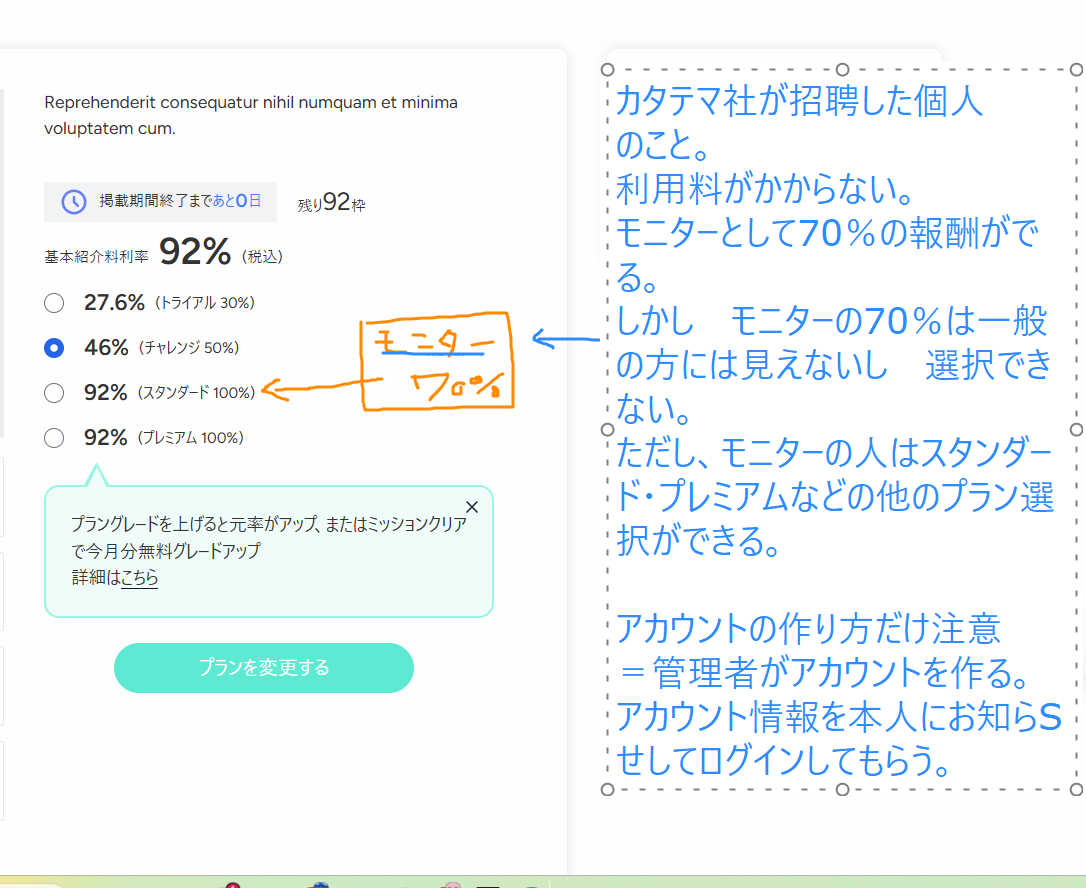 Reprehenderit consequatur nihil numquam et minima
voluptatem cum.
掲載期間終了まであと0日
残り92枠
基本紹介料利率 92% (税込)
27.6% (トライアル 30%)
46% (チャレンジ 50%)
92% (スタンダード 100%)
92% (プレミアム 100%)
モニター
70%
プラングレードを上げると元率がアップ、またはミッションクリア
で今月分無料グレードアップ
詳細はこちら
プランを変更する
カタテマ社が招聘した個人
のこと。
利用料がかからない。
モニターとして70%の報酬がで
る。
しかし　モニターの70%は一般
の方には見えないし　選択でき
ない。
ただし、モニターの人はスタンダー
ド・プレミアムなどの他のプラン選
択ができる。
アカウントの作り方だけ注意
=管理者がアカウントを作る。
アカウント情報を本人にお知らS
せしてログインしてもらう。